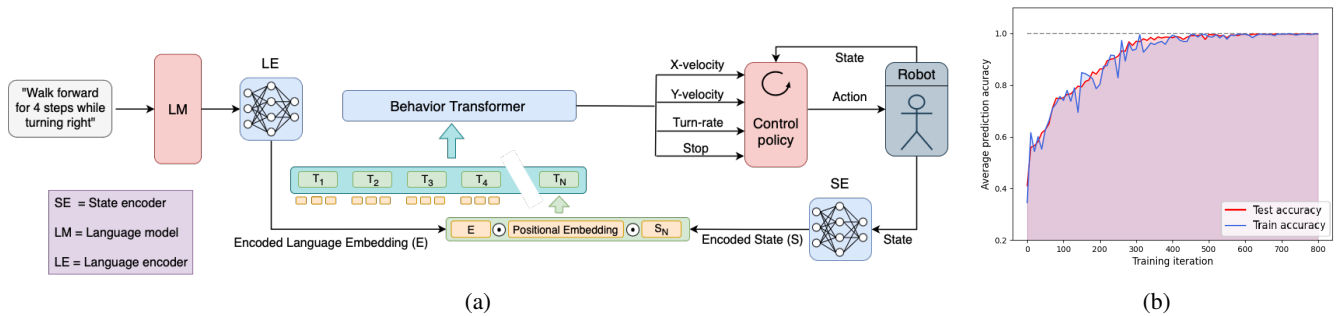 "Walk forward
for 4 steps while
turning right"
LM
LE
Behavior Transformer
X-velocity
Y-velocity
Turn-rate
Stop
Control
policy
State
Action
Robot
T1
T2
T3
T4
TN
SE = State encoder
LM = Language model
LE = Language encoder
Encoded Language Embedding (E)
E
Positional Embedding
SN
Encoded State (S)
SE
State
(a)
Average prediction acuracy
1.0
0.8
0.6
0.4
0.2
0
100
200
300
400
500
600
700
800
Training iteration
Test accuracy
Train accuracy
(b)